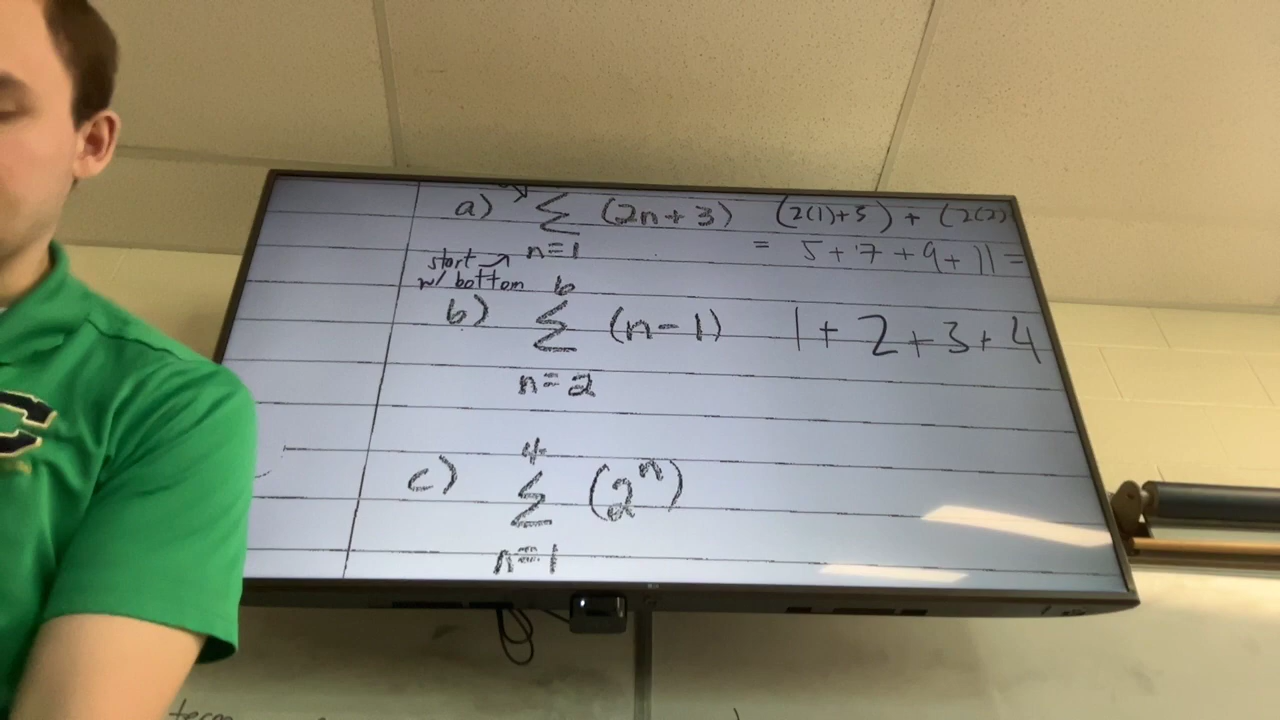 a) ∑ (2n+3) (2(1)+3) + (2(2)
n=1 = 5+7+9+11=
start
w/ bottom 6
b) ∑ (n-1) 1+2+3+4
n=2
4
c) ∑ (2ⁿ)
n=1